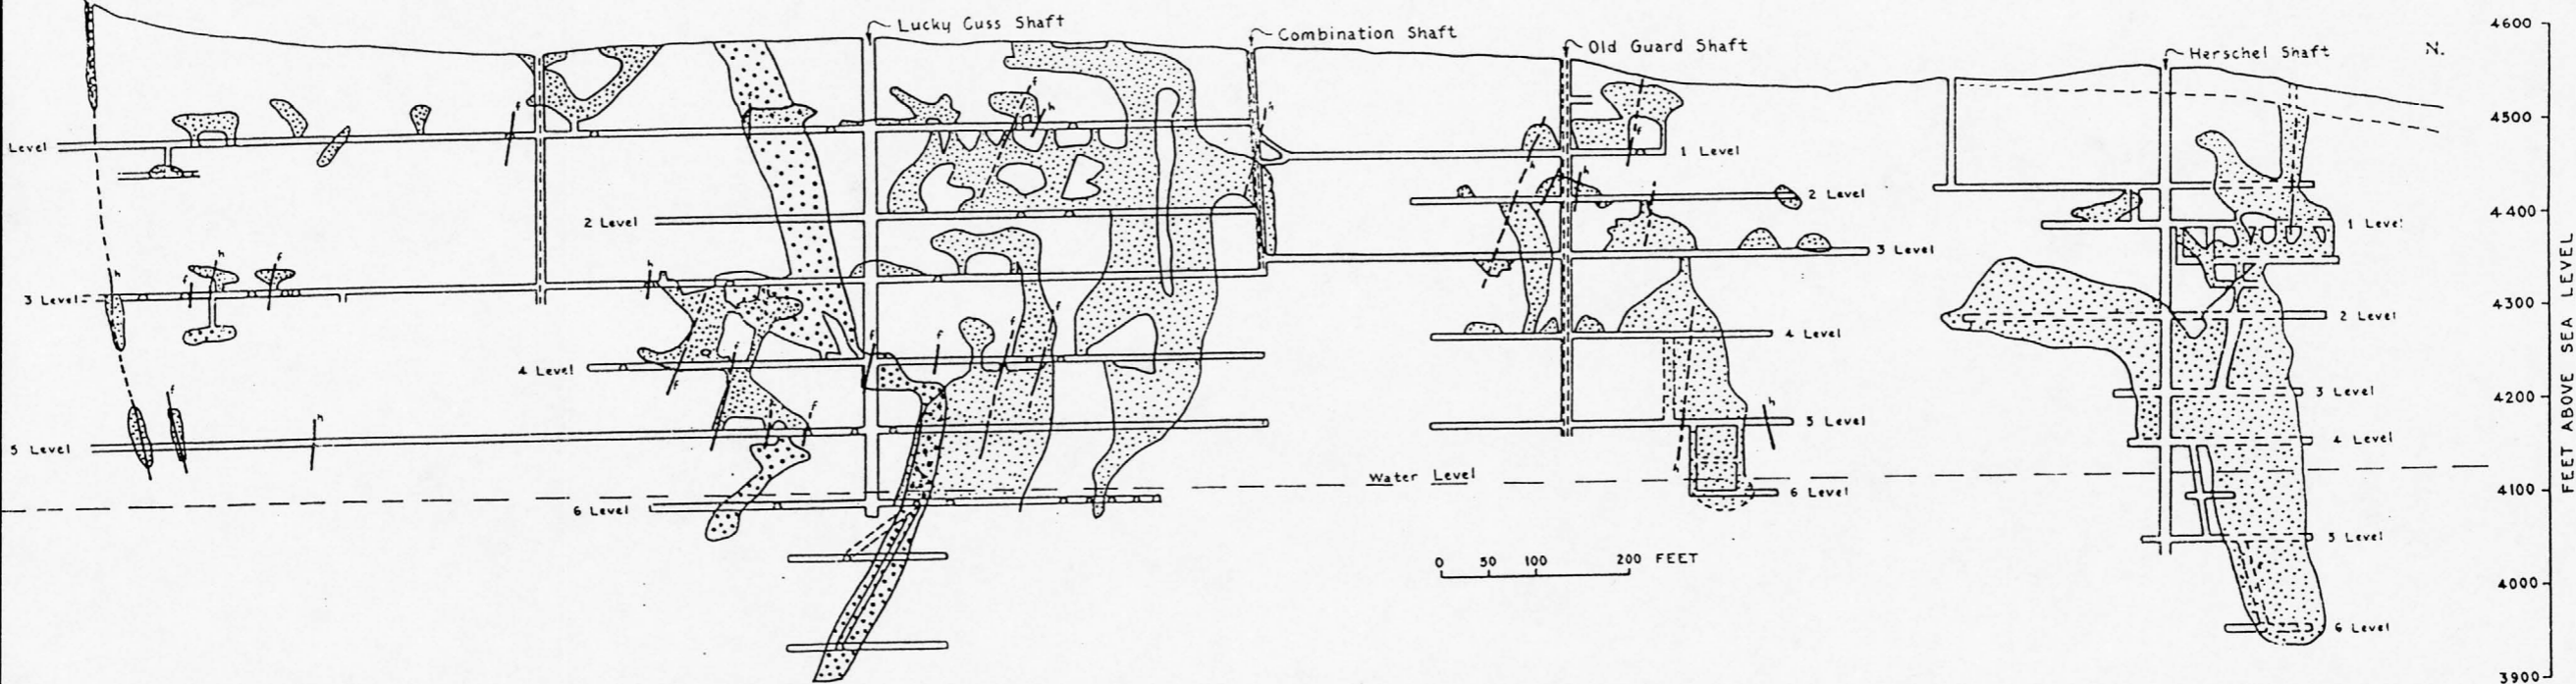 Lucky Cuss Shaft
Combination Shaft
Old Guard Shaft
Herschel Shaft
N.
4600
4500
4400
4300
4200
4100
4000
3900
FEET ABOVE SEA LEVEL
Level
2 Level
3 Level
4 Level
5 Level
6 Level
1 Level
2 Level
3 Level
4 Level
5 Level
6 Level
1 Leve
2 Level
3 Level
4 Level
5 Level
6 Level
Water Level
0 50 100 200 FEET
f
h
f
f
h
f
h
f
h
f
h
f
f
f
f
f
f
f
h
f
h
h
h
h